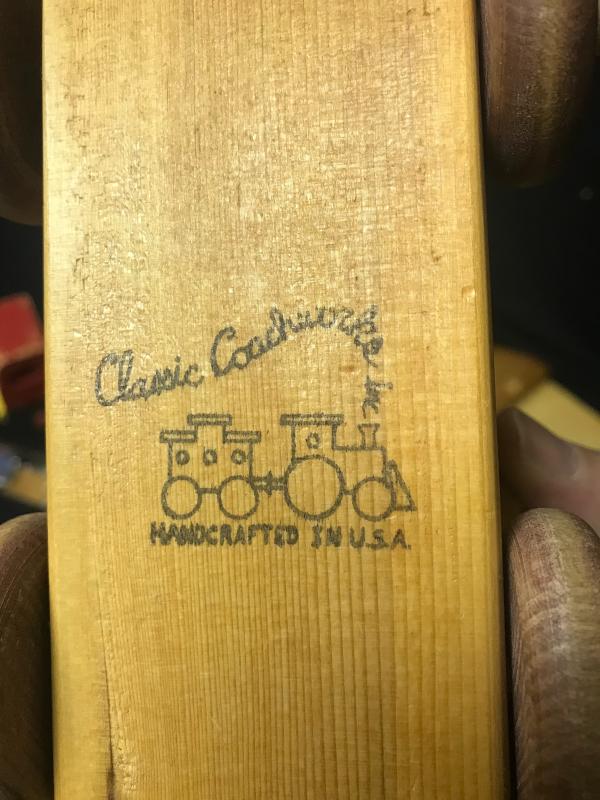 Classic Coachworks Inc
HANDCRAFTED IN U.S.A.